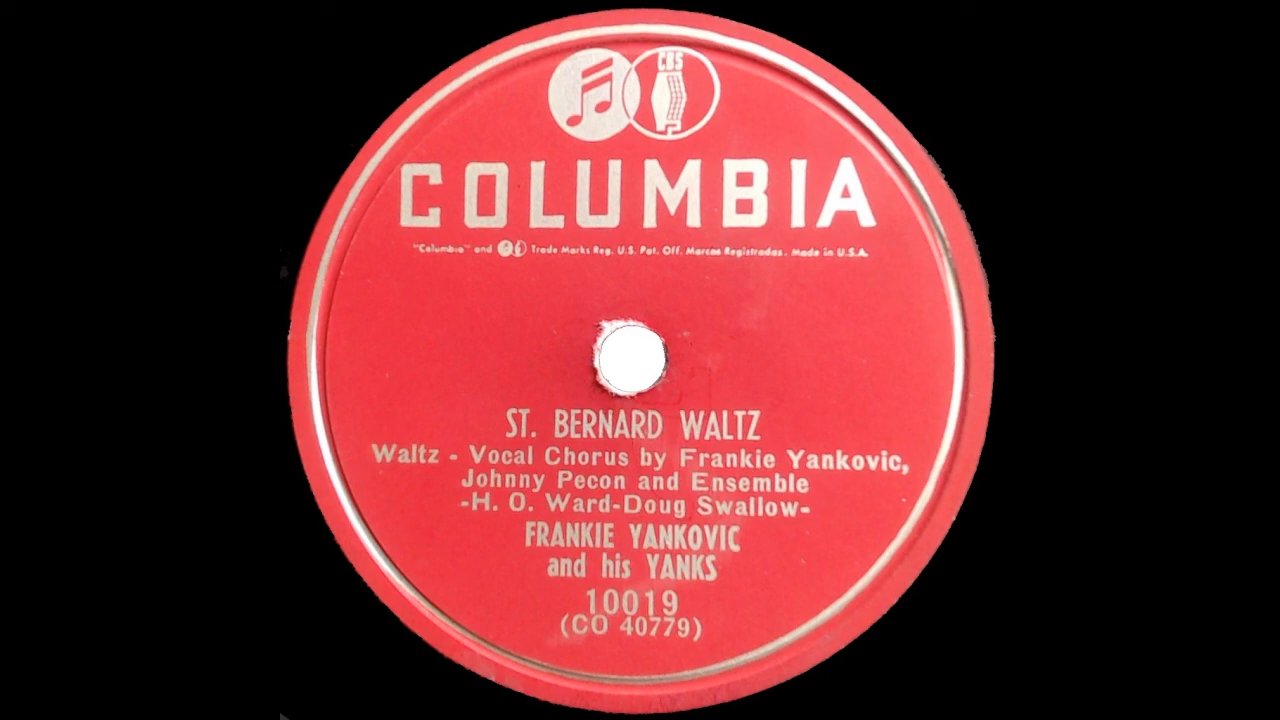 CBS
COLUMBIA
"Columbia" and Trade Marks Reg. U.S. Pat. Off. Marcas Registradas. Made in U.S.A.
ST. BERNARD WALTZ
Waltz - Vocal Chorus by Frankie Yankovic,
Johnny Pecon and Ensemble
-H. O. Ward-Doug Swallow-
FRANKIE YANKOVIC
and his YANKS
10019
(CO 40779)